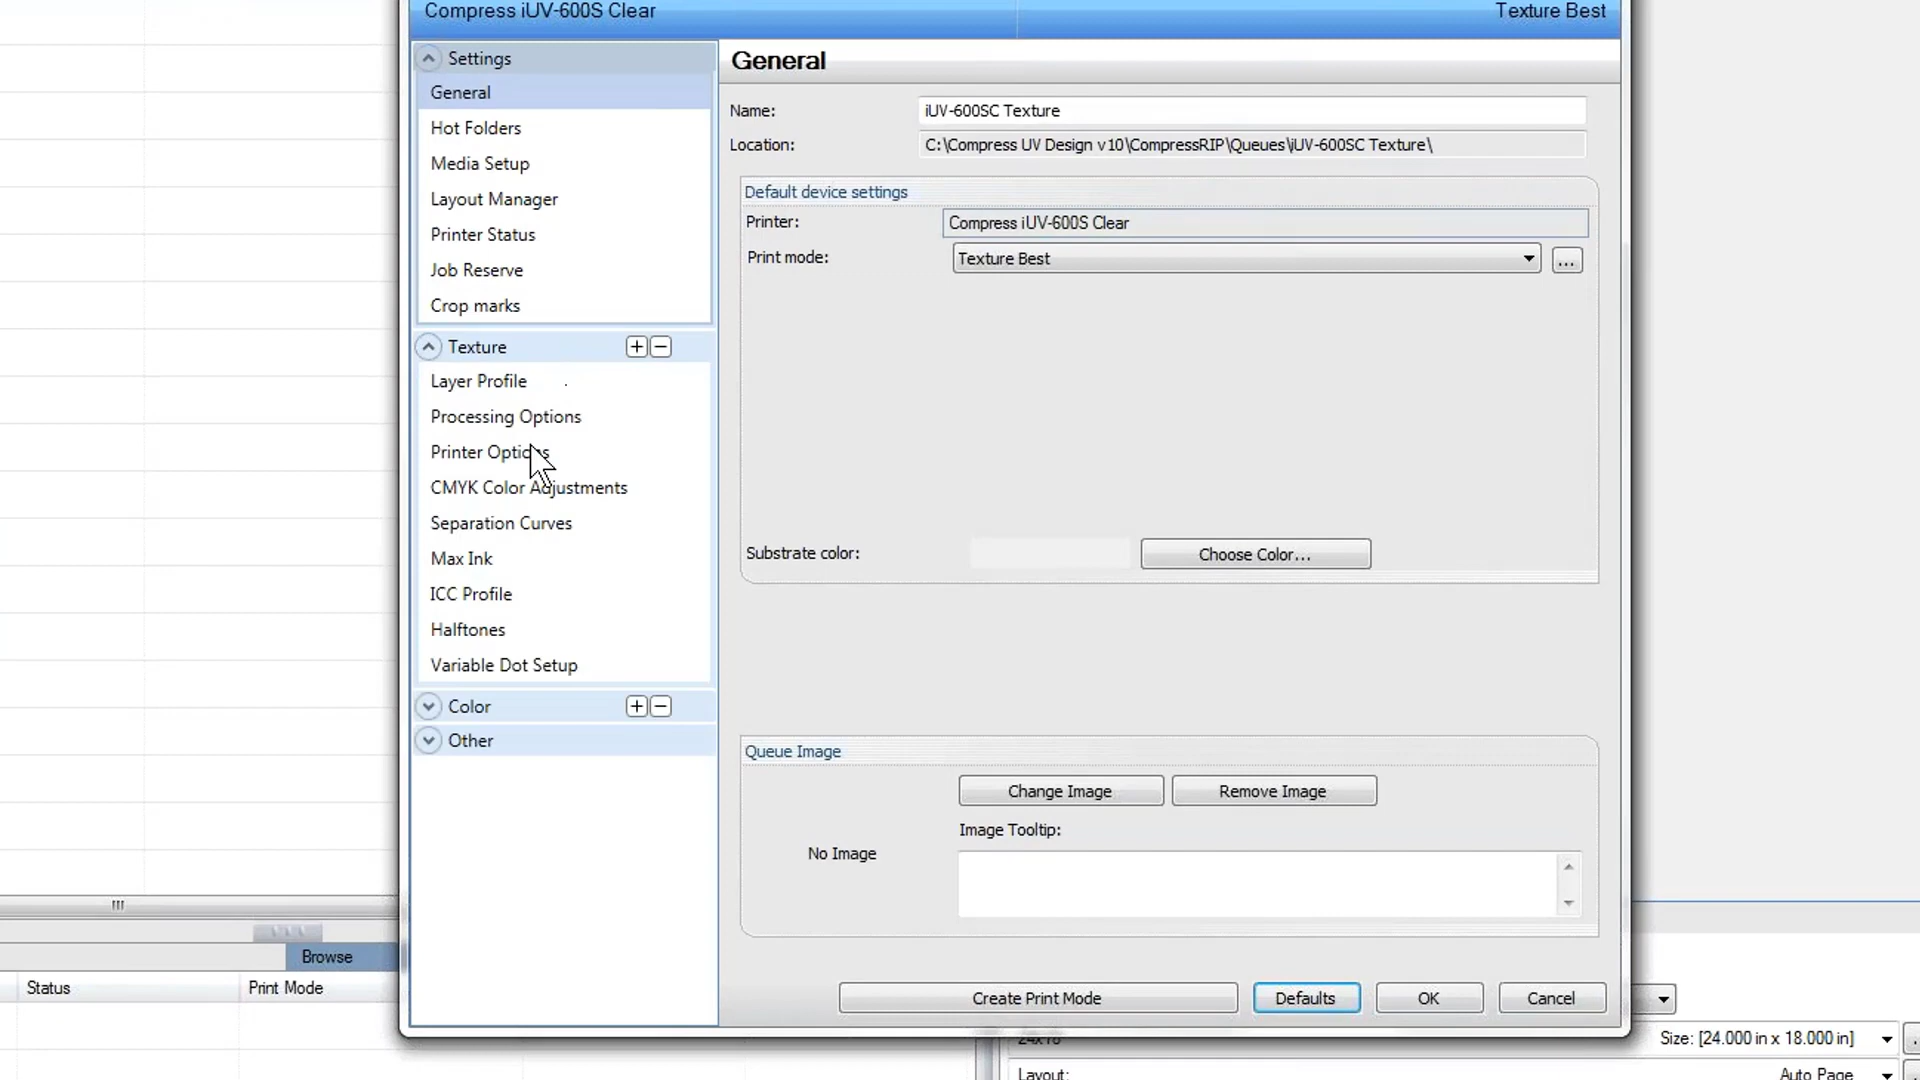 Compress iUV-600S Clear
Texture Best
Settings
General
Hot Folders
Media Setup
Layout Manager
Printer Status
Job Reserve
Crop marks
Texture
Layer Profile
Processing Options
Printer Options
CMYK Color Adjustments
Separation Curves
Max Ink
ICC Profile
Halftones
Variable Dot Setup
Color
Other
General
Name: iUV-600SC Texture
Location: C:\Compress UV Design v10\CompressRIP\Queues\iUV-600SC Texture\
Default device settings
Printer: Compress iUV-600S Clear
Print mode: Texture Best ...
Substrate color: Choose Color...
Queue Image
Change Image Remove Image
Image Tooltip:
No Image
Create Print Mode Defaults OK Cancel
Browse
Status Print Mode
24x18 Size: [24.000 in x 18.000 in]
Layout: Auto Page